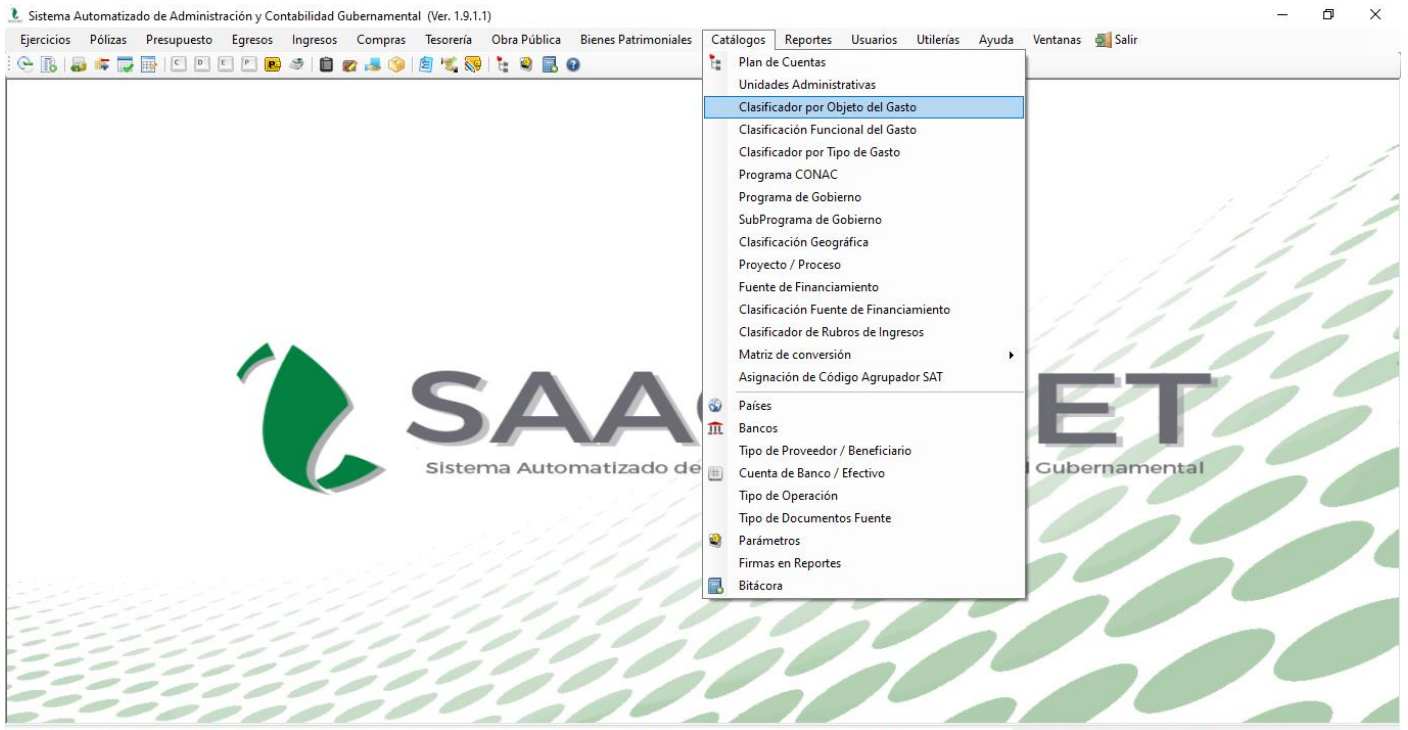 Sistema Automatizado de Administración y Contabilidad Gubernamental (Ver. 1.9.1.1)
Ejercicios Pólizas Presupuesto Egresos Ingresos Compras Tesorería Obra Pública Bienes Patrimoniales Catálogos Reportes Usuarios Utilerías Ayuda Ventanas Salir
C D E P P
Plan de Cuentas
Unidades Administrativas
Clasificador por Objeto del Gasto
Clasificación Funcional del Gasto
Clasificador por Tipo de Gasto
Programa CONAC
Programa de Gobierno
SubPrograma de Gobierno
Clasificación Geográfica
Proyecto / Proceso
Fuente de Financiamiento
Clasificación Fuente de Financiamiento
Clasificador de Rubros de Ingresos
Matriz de conversión
Asignación de Código Agrupador SAT
Países
Bancos
Tipo de Proveedor / Beneficiario
Cuenta de Banco / Efectivo
Tipo de Operación
Tipo de Documentos Fuente
Parámetros
Firmas en Reportes
Bitácora
SAA ET
Sistema Automatizado de Gubernamental